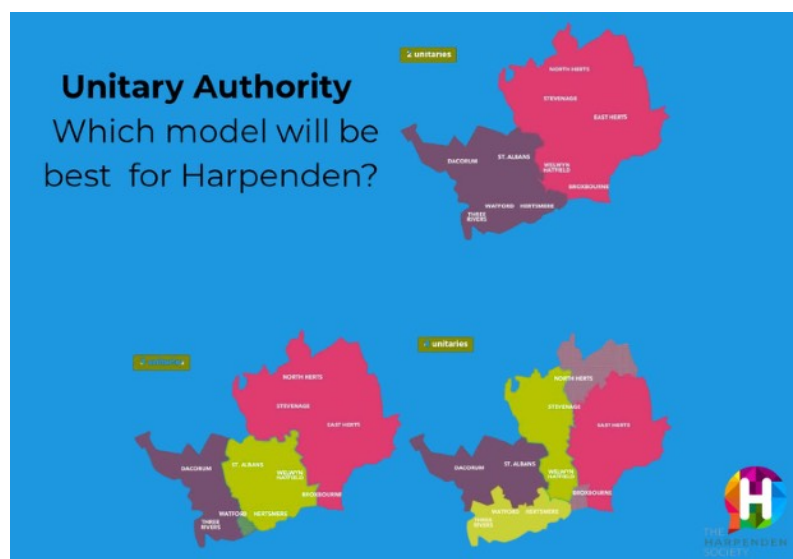 Unitary Authority
Which model will be
best for Harpenden?
unitaries
NORTH HERTS
STEVENAGE
EAST HERTS
DACORUM
ST. ALBANS
WELWYN
HATFIELD
BROXBOURNE
WATFORD
HERTSMERE
THREE
RIVERS
NORTH HERTS
STEVENAGE
EAST HERTS
DACORUM
ST. ALBANS
WELWYN
HATFIELD
BROXBOURNE
WATFORD
HERTSMERE
THREE
RIVERS
unitaries
NORTH HERTS
STEVENAGE
EAST HERTS
DACORUM
ST. ALBANS
WELWYN
HATFIELD
BROXBOURNE
WATFORD
HERTSMERE
THREE
RIVERS
H
THE
HARPENDEN
SOCIETY